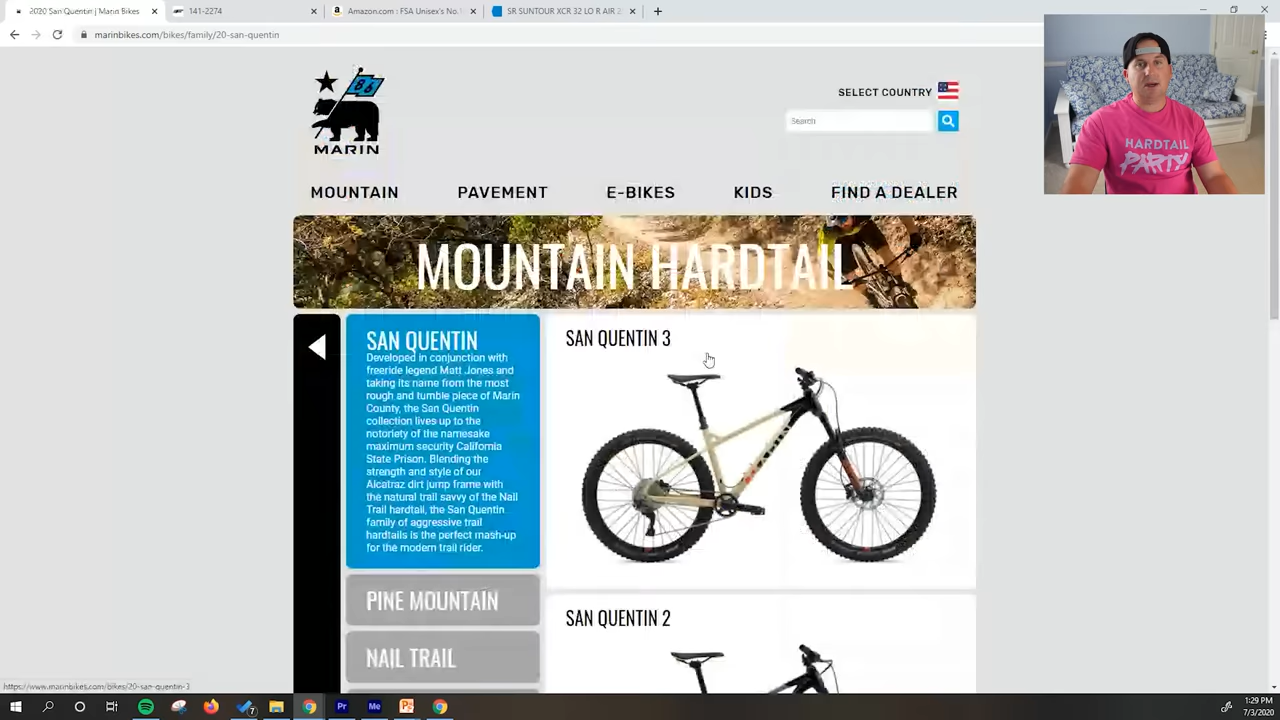 2020 San Quentin | Marin Bikes
141-2274
Amazon.com : FSA Unisex's No.
SR SUNTOUR XCR 32 LO R AIR 2
marinbikes.com/bikes/family/20-san-quentin
86
MARIN
SELECT COUNTRY
Search
HARDTAIL
PARTY
MOUNTAIN PAVEMENT E-BIKES KIDS FIND A DEALER
MOUNTAIN HARDTAIL
SAN QUENTIN
Developed in conjunction with
freeride legend Matt Jones and
taking its name from the most
rough and tumble piece of Marin
County, the San Quentin
collection lives up to the
notoriety of the namesake
maximum security California
State Prison. Blending the
strength and style of our
Alcatraz dirt jump frame with
the natural trail savvy of the Nail
Trail hardtail, the San Quentin
family of aggressive trail
hardtails is the perfect mash-up
for the modern trail rider.
SAN QUENTIN 3
MARIN
PINE MOUNTAIN
NAIL TRAIL
SAN QUENTIN 2
https://www.marinbikes.com/bikes/20-san-quentin-3
Pr
Me
1:29 PM
7/3/2020